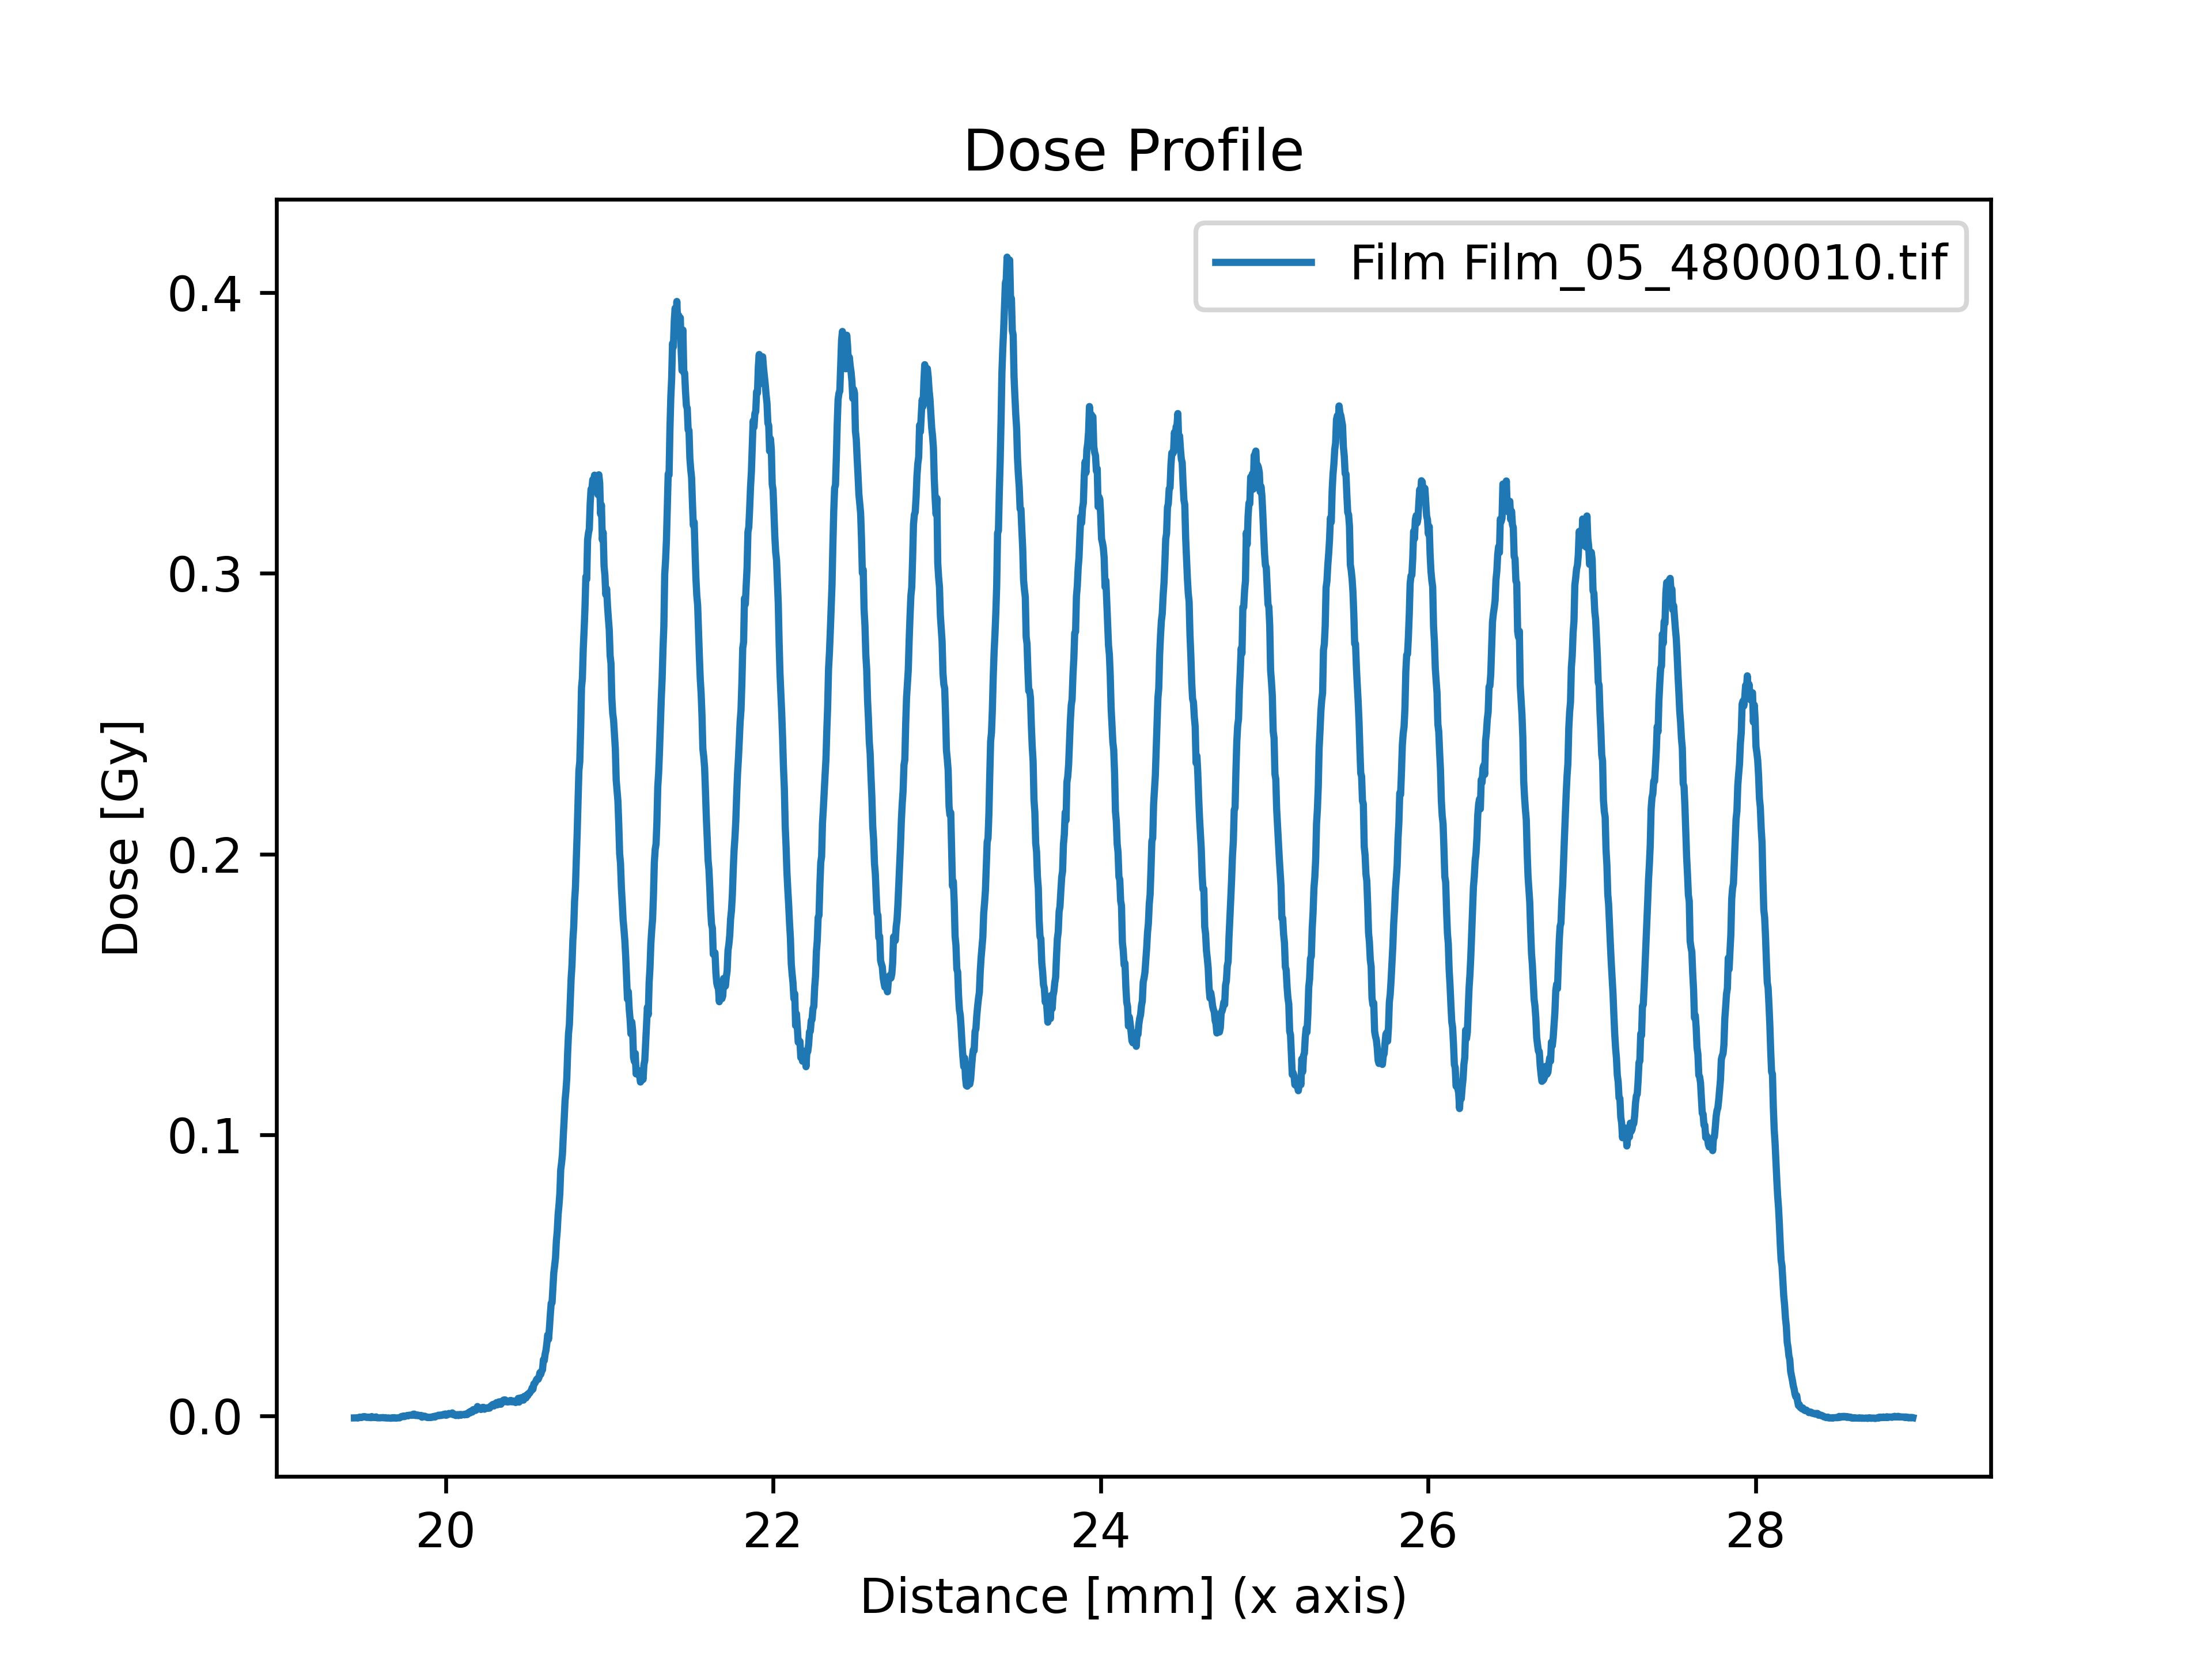 Dose Profile
Film Film_05_4800010.tif
0.4
0.3
0.2
0.1
0.0
Dose [Gy]
20 22 24 26 28
Distance [mm] (x axis)